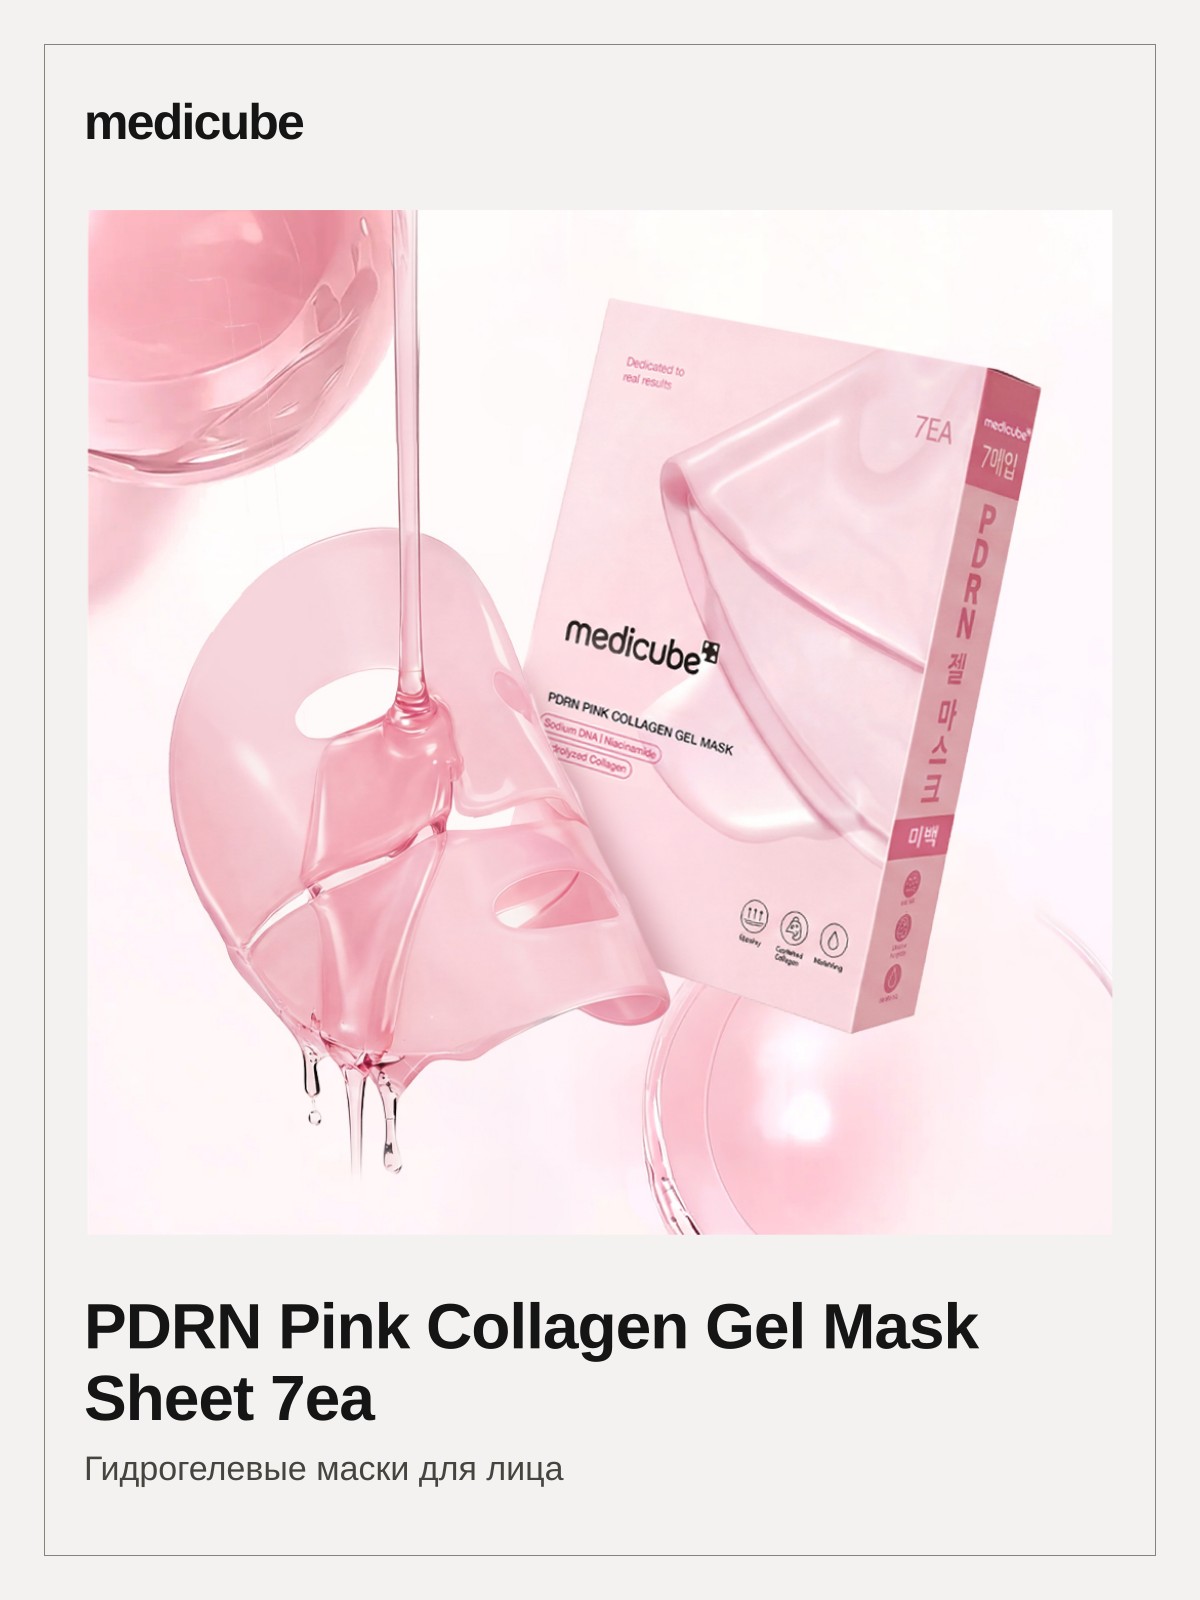 medicube
Dedicated to
real results
7EA
medicube
7매입
PDRN 젤 마스크
미백
medicube
PDRN PINK COLLAGEN GEL MASK
Sodium DNA | Niacinamide
drolyzed Collagen
PDRN Pink Collagen Gel Mask
Sheet 7ea
Гидрогелевые маски для лица